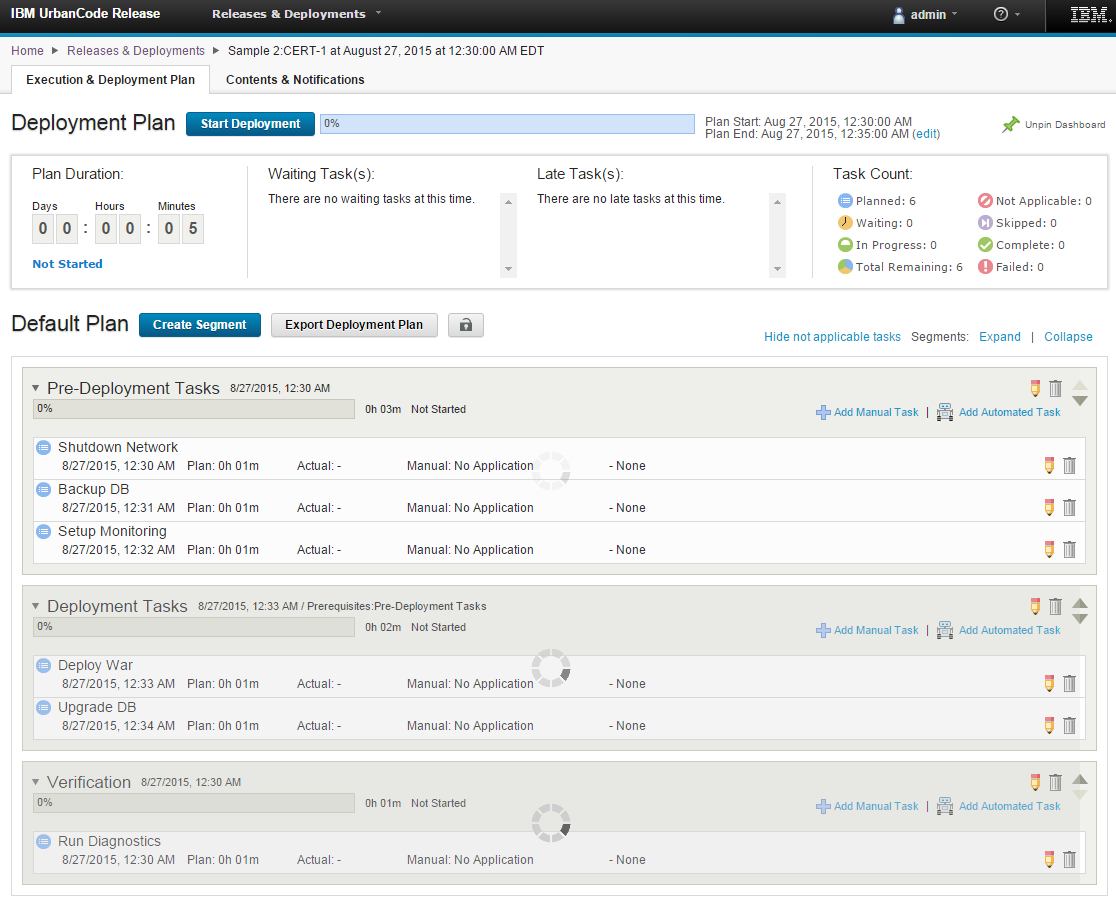 IBM UrbanCode Release Releases & Deployments admin ? IBM.
Home Releases & Deployments Sample 2:CERT-1 at August 27, 2015 at 12:30:00 AM EDT
Execution & Deployment Plan Contents & Notifications
Deployment Plan Start Deployment 0% Plan Start: Aug 27, 2015, 12:30:00 AM
Plan End: Aug 27, 2015, 12:35:00 AM (edit) Unpin Dashboard
Plan Duration: Waiting Task(s): Late Task(s): Task Count:
There are no waiting tasks at this time. There are no late tasks at this time.
Days Hours Minutes
0 0 : 0 0 : 0 5
Not Started
Planned: 6 Not Applicable: 0
Waiting: 0 Skipped: 0
In Progress: 0 Complete: 0
Total Remaining: 6 Failed: 0
Default Plan Create Segment Export Deployment Plan
Hide not applicable tasks Segments: Expand | Collapse
Pre-Deployment Tasks 8/27/2015, 12:30 AM
0% 0h 03m Not Started
Add Manual Task | Add Automated Task
Shutdown Network
8/27/2015, 12:30 AM Plan: 0h 01m Actual: - Manual: No Application - None
Backup DB
8/27/2015, 12:31 AM Plan: 0h 01m Actual: - Manual: No Application - None
Setup Monitoring
8/27/2015, 12:32 AM Plan: 0h 01m Actual: - Manual: No Application - None
Deployment Tasks 8/27/2015, 12:33 AM / Prerequisites:Pre-Deployment Tasks
0% 0h 02m Not Started
Add Manual Task | Add Automated Task
Deploy War
8/27/2015, 12:33 AM Plan: 0h 01m Actual: - Manual: No Application - None
Upgrade DB
8/27/2015, 12:34 AM Plan: 0h 01m Actual: - Manual: No Application - None
Verification 8/27/2015, 12:30 AM
0% 0h 01m Not Started
Add Manual Task | Add Automated Task
Run Diagnostics
8/27/2015, 12:30 AM Plan: 0h 01m Actual: - Manual: No Application - None